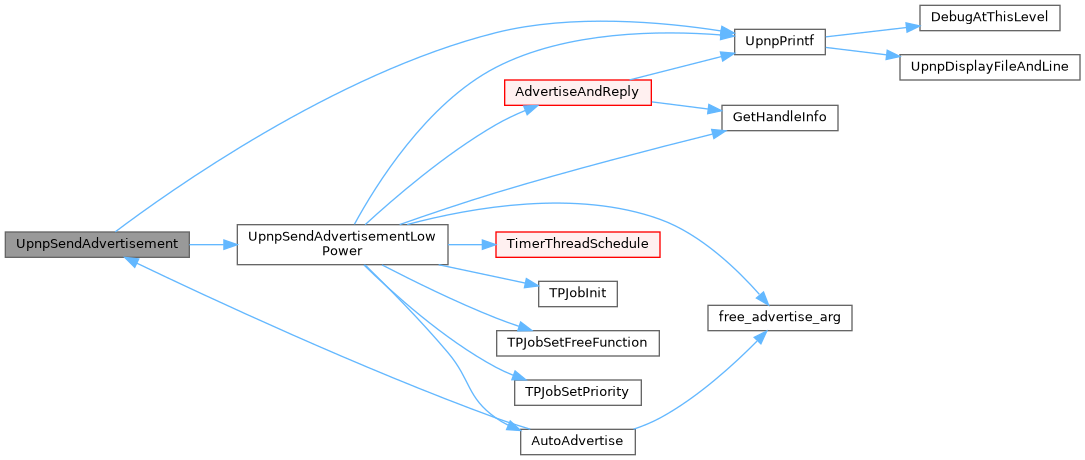 DebugAtThisLevel
UpnpPrintf
UpnpDisplayFileAndLine
AdvertiseAndReply
GetHandleInfo
UpnpSendAdvertisement
UpnpSendAdvertisementLow
Power
TimerThreadSchedule
TPJobInit
free_advertise_arg
TPJobSetFreeFunction
TPJobSetPriority
AutoAdvertise